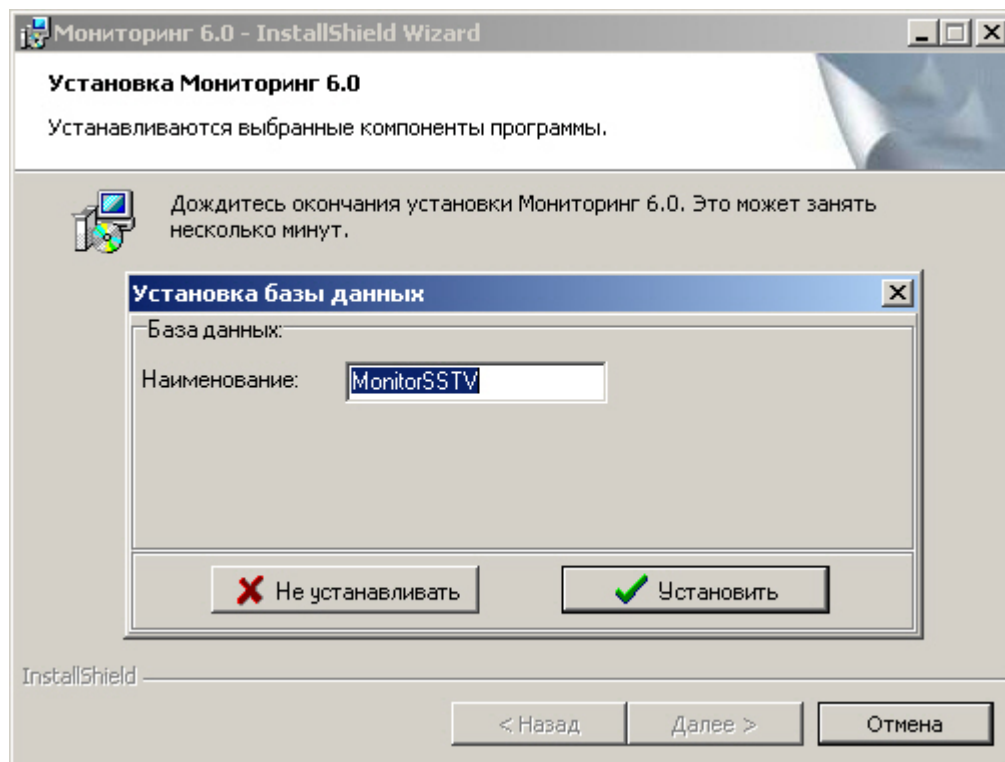 Мониторинг 6.0 - InstallShield Wizard
Установка Мониторинг 6.0
Устанавливаются выбранные компоненты программы.
Дождитесь окончания установки Мониторинг 6.0. Это может занять
несколько минут.
Установка базы данных
База данных:
Наименование: MonitorSSTV
Не устанавливать Установить
InstallShield
< Назад Далее > Отмена